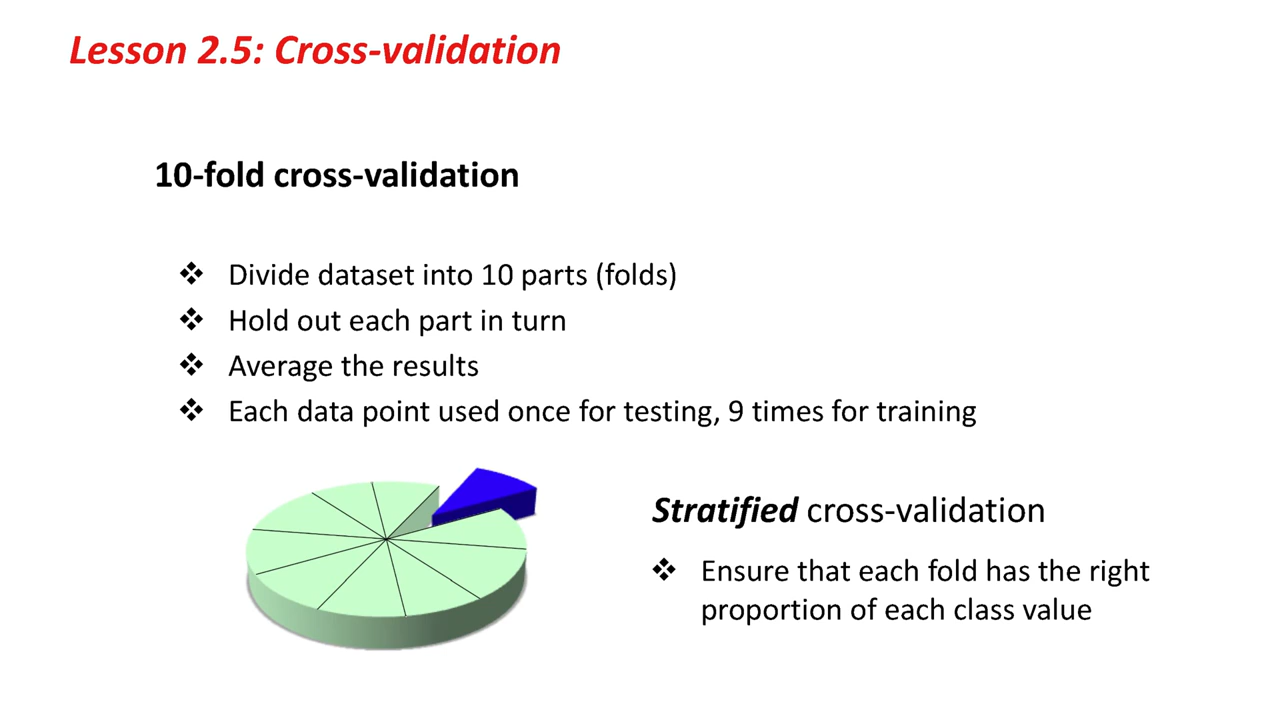 Lesson 2.5: Cross-validation
10-fold cross-validation
❖ Divide dataset into 10 parts (folds)
❖ Hold out each part in turn
❖ Average the results
❖ Each data point used once for testing, 9 times for training
Stratified cross-validation
❖ Ensure that each fold has the right
proportion of each class value